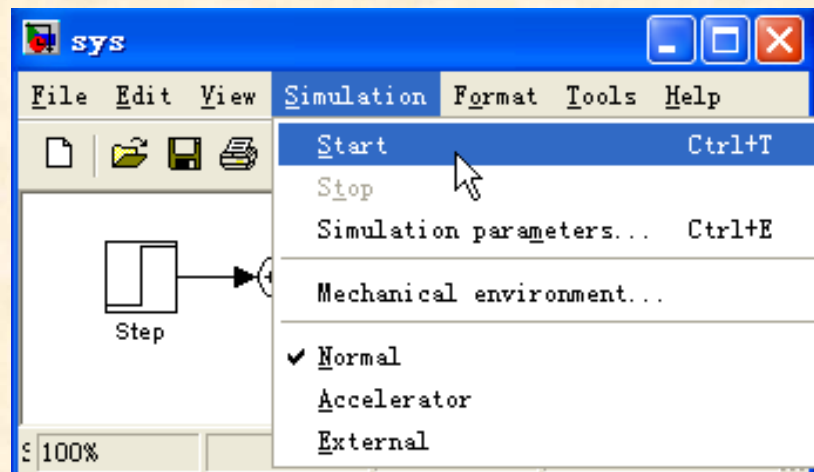 sys
File Edit View Simulation Format Tools Help
Start Ctrl+T
Stop
Simulation parameters... Ctrl+E
Mechanical environment...
Step
Normal
Accelerator
External
100%